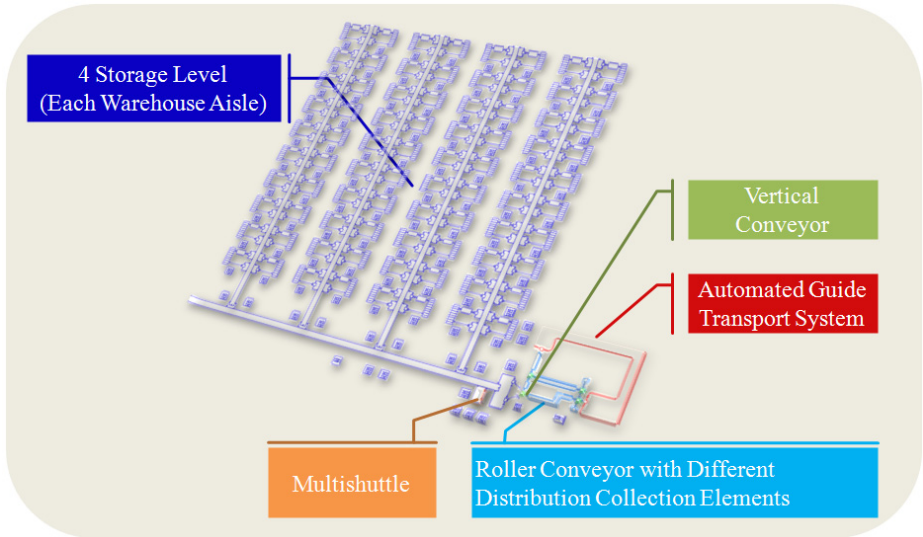 4 Storage Level
(Each Warehouse Aisle)
Vertical
Conveyor
Automated Guide
Transport System
Multishuttle
Roller Conveyor with Different
Distribution Collection Elements